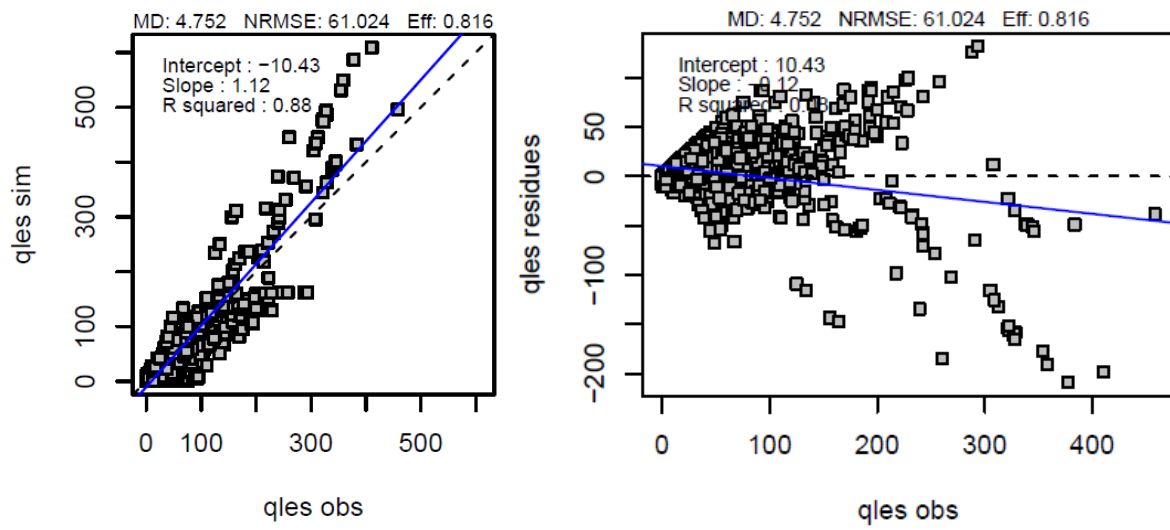 MD: 4.752 NRMSE: 61.024 Eff: 0.816
Intercept : −10.43
Slope : 1.12
R squared : 0.88
qles sim
500
300
100
0
0 100 300 500
qles obs
MD: 4.752 NRMSE: 61.024 Eff: 0.816
Intercept : 10.43
Slope : −0.12
R squared :
qles residues
50
0
−100
−200
0 100 200 300 400
qles obs